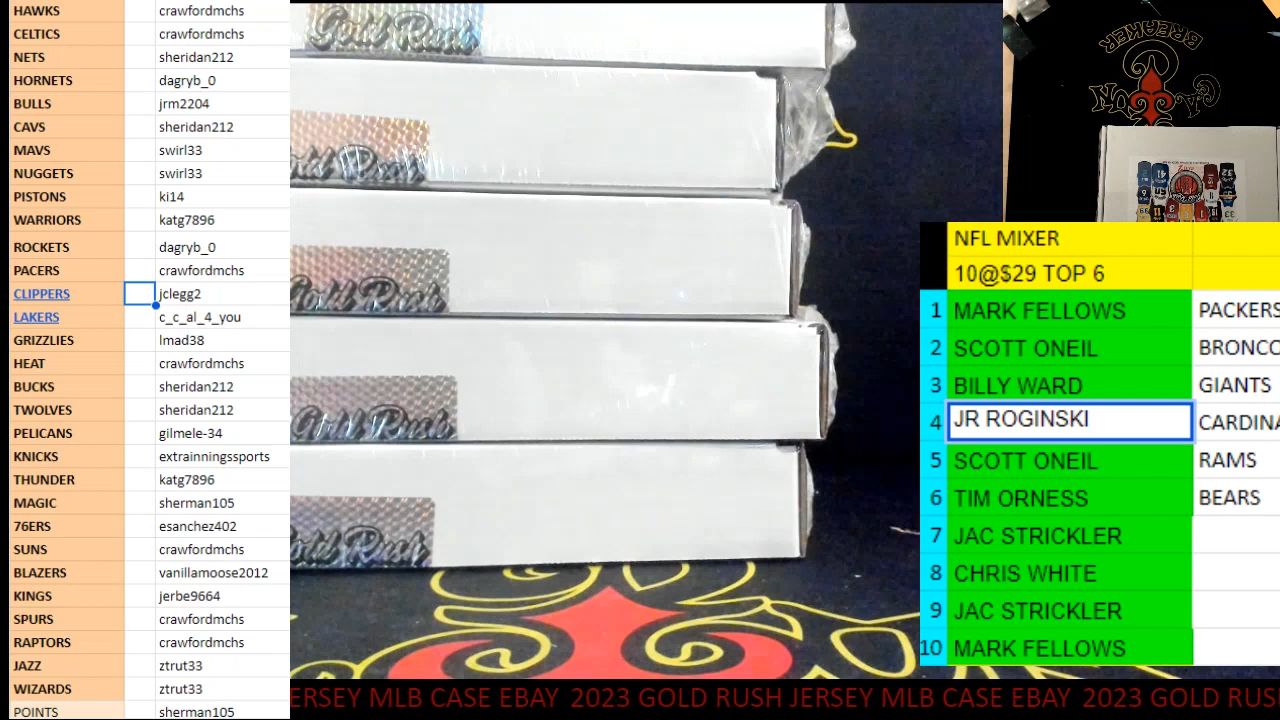 HAWKS crawfordmchs
CELTICS crawfordmchs
NETS sheridan212
HORNETS dagryb_0
BULLS jrm2204
CAVS sheridan212
MAVS swirl33
NUGGETS swirl33
PISTONS ki14
WARRIORS katg7896
ROCKETS dagryb_0
PACERS crawfordmchs
CLIPPERS jclegg2
LAKERS c_c_al_4_you
GRIZZLIES lmad38
HEAT crawfordmchs
BUCKS sheridan212
TWOLVES sheridan212
PELICANS gilmele-34
KNICKS extrainningssports
THUNDER katg7896
MAGIC sherman105
76ERS esanchez402
SUNS crawfordmchs
BLAZERS vanillamoose2012
KINGS jerbe9664
SPURS crawfordmchs
RAPTORS crawfordmchs
JAZZ ztrut33
WIZARDS ztrut33
POINTS sherman105
Gold Rush
Gold Rush
Gold Rush
Gold Rush
Gold Rush
BREAKER
NFL MIXER
10@$29 TOP 6
1 MARK FELLOWS PACKERS
2 SCOTT ONEIL BRONCO
3 BILLY WARD GIANTS
4 JR ROGINSKI CARDINA
5 SCOTT ONEIL RAMS
6 TIM ORNESS BEARS
7 JAC STRICKLER
8 CHRIS WHITE
9 JAC STRICKLER
10 MARK FELLOWS
ERSEY MLB CASE EBAY 2023 GOLD RUSH JERSEY MLB CASE EBAY 2023 GOLD RUS